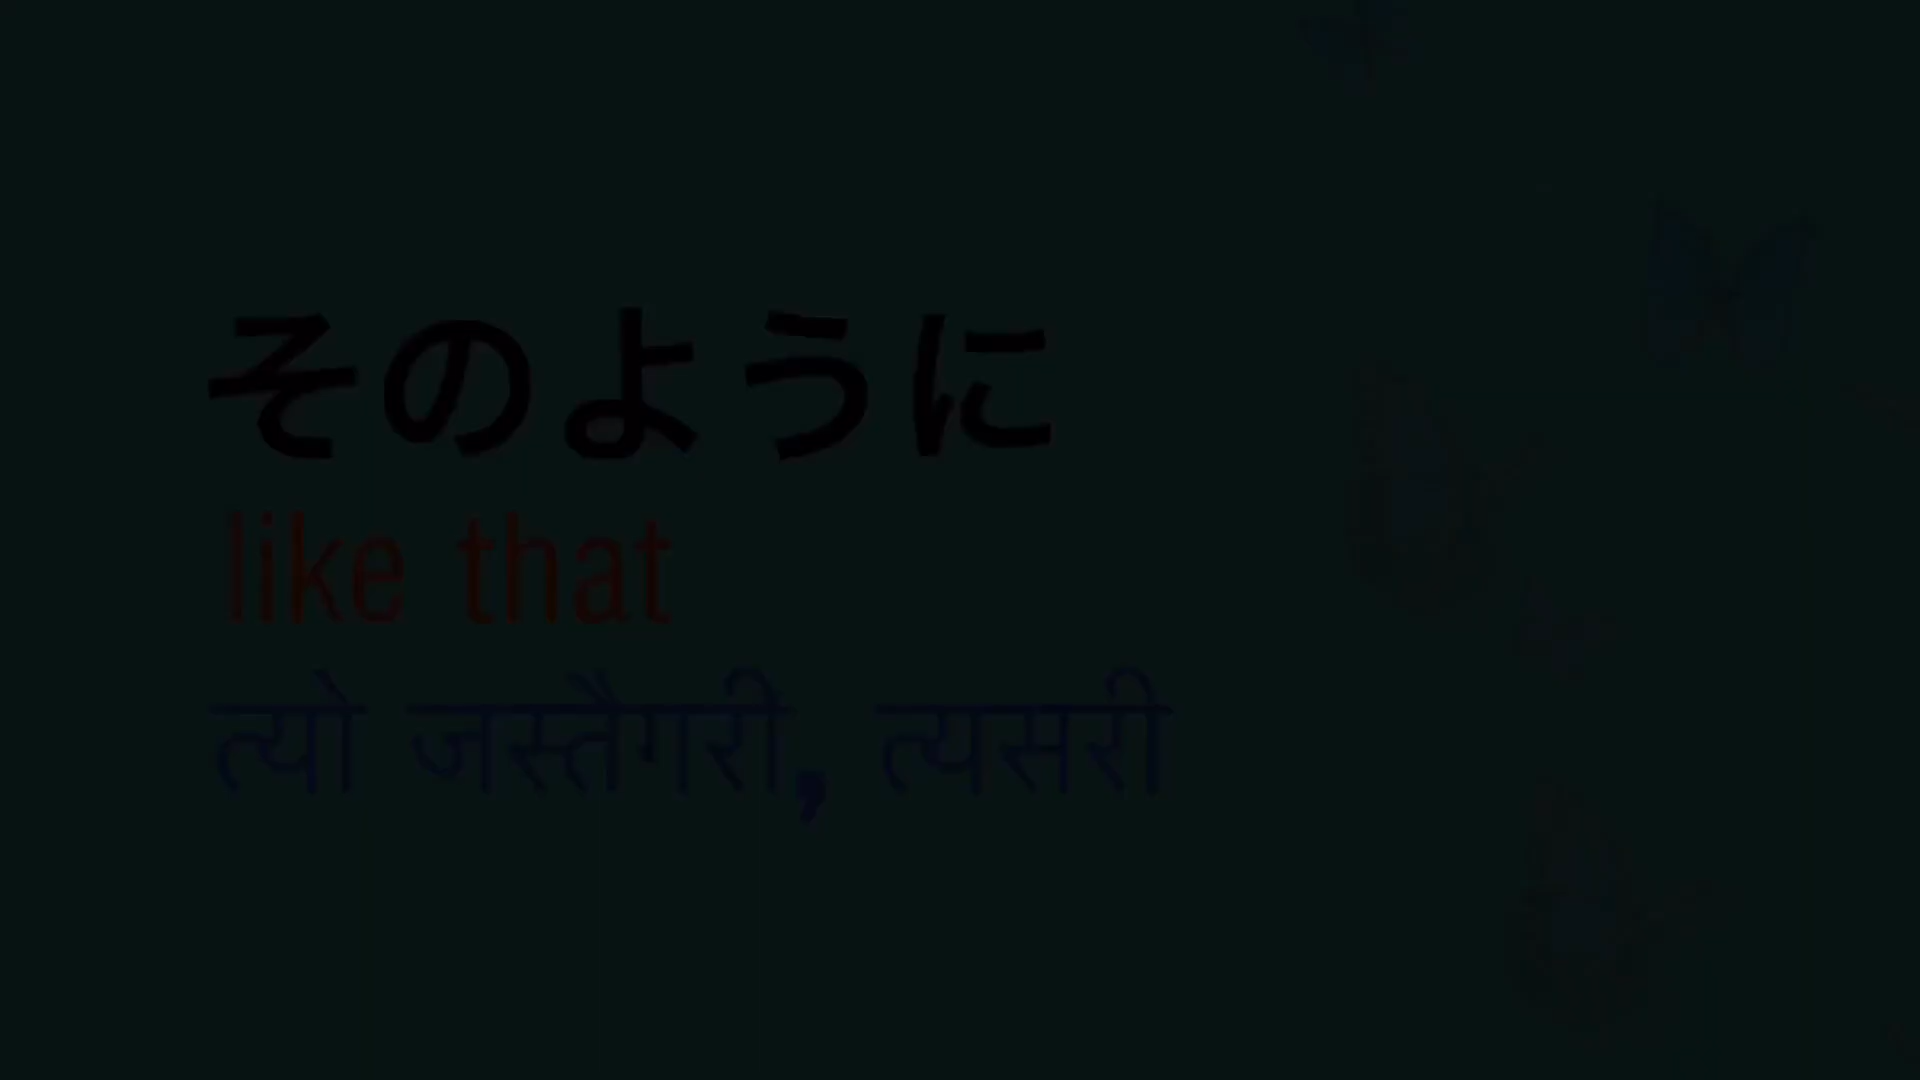 そのように
like that
त्यो जस्तैगरी, त्यसरी